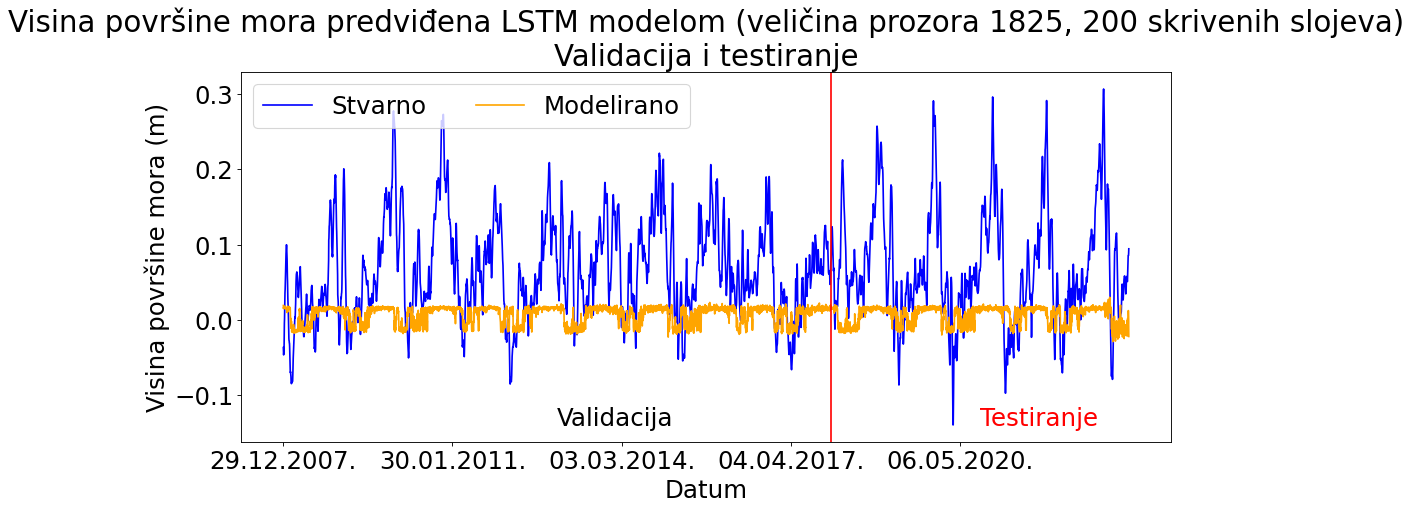 Visina površine mora predviđena LSTM modelom (veličina prozora 1825, 200 skrivenih slojeva)
Validacija i testiranje
Stvarno
Modelirano
Visina površine mora (m)
0.3
0.2
0.1
0.0
−0.1
Validacija
Testiranje
29.12.2007.
30.01.2011.
03.03.2014.
04.04.2017.
06.05.2020.
Datum